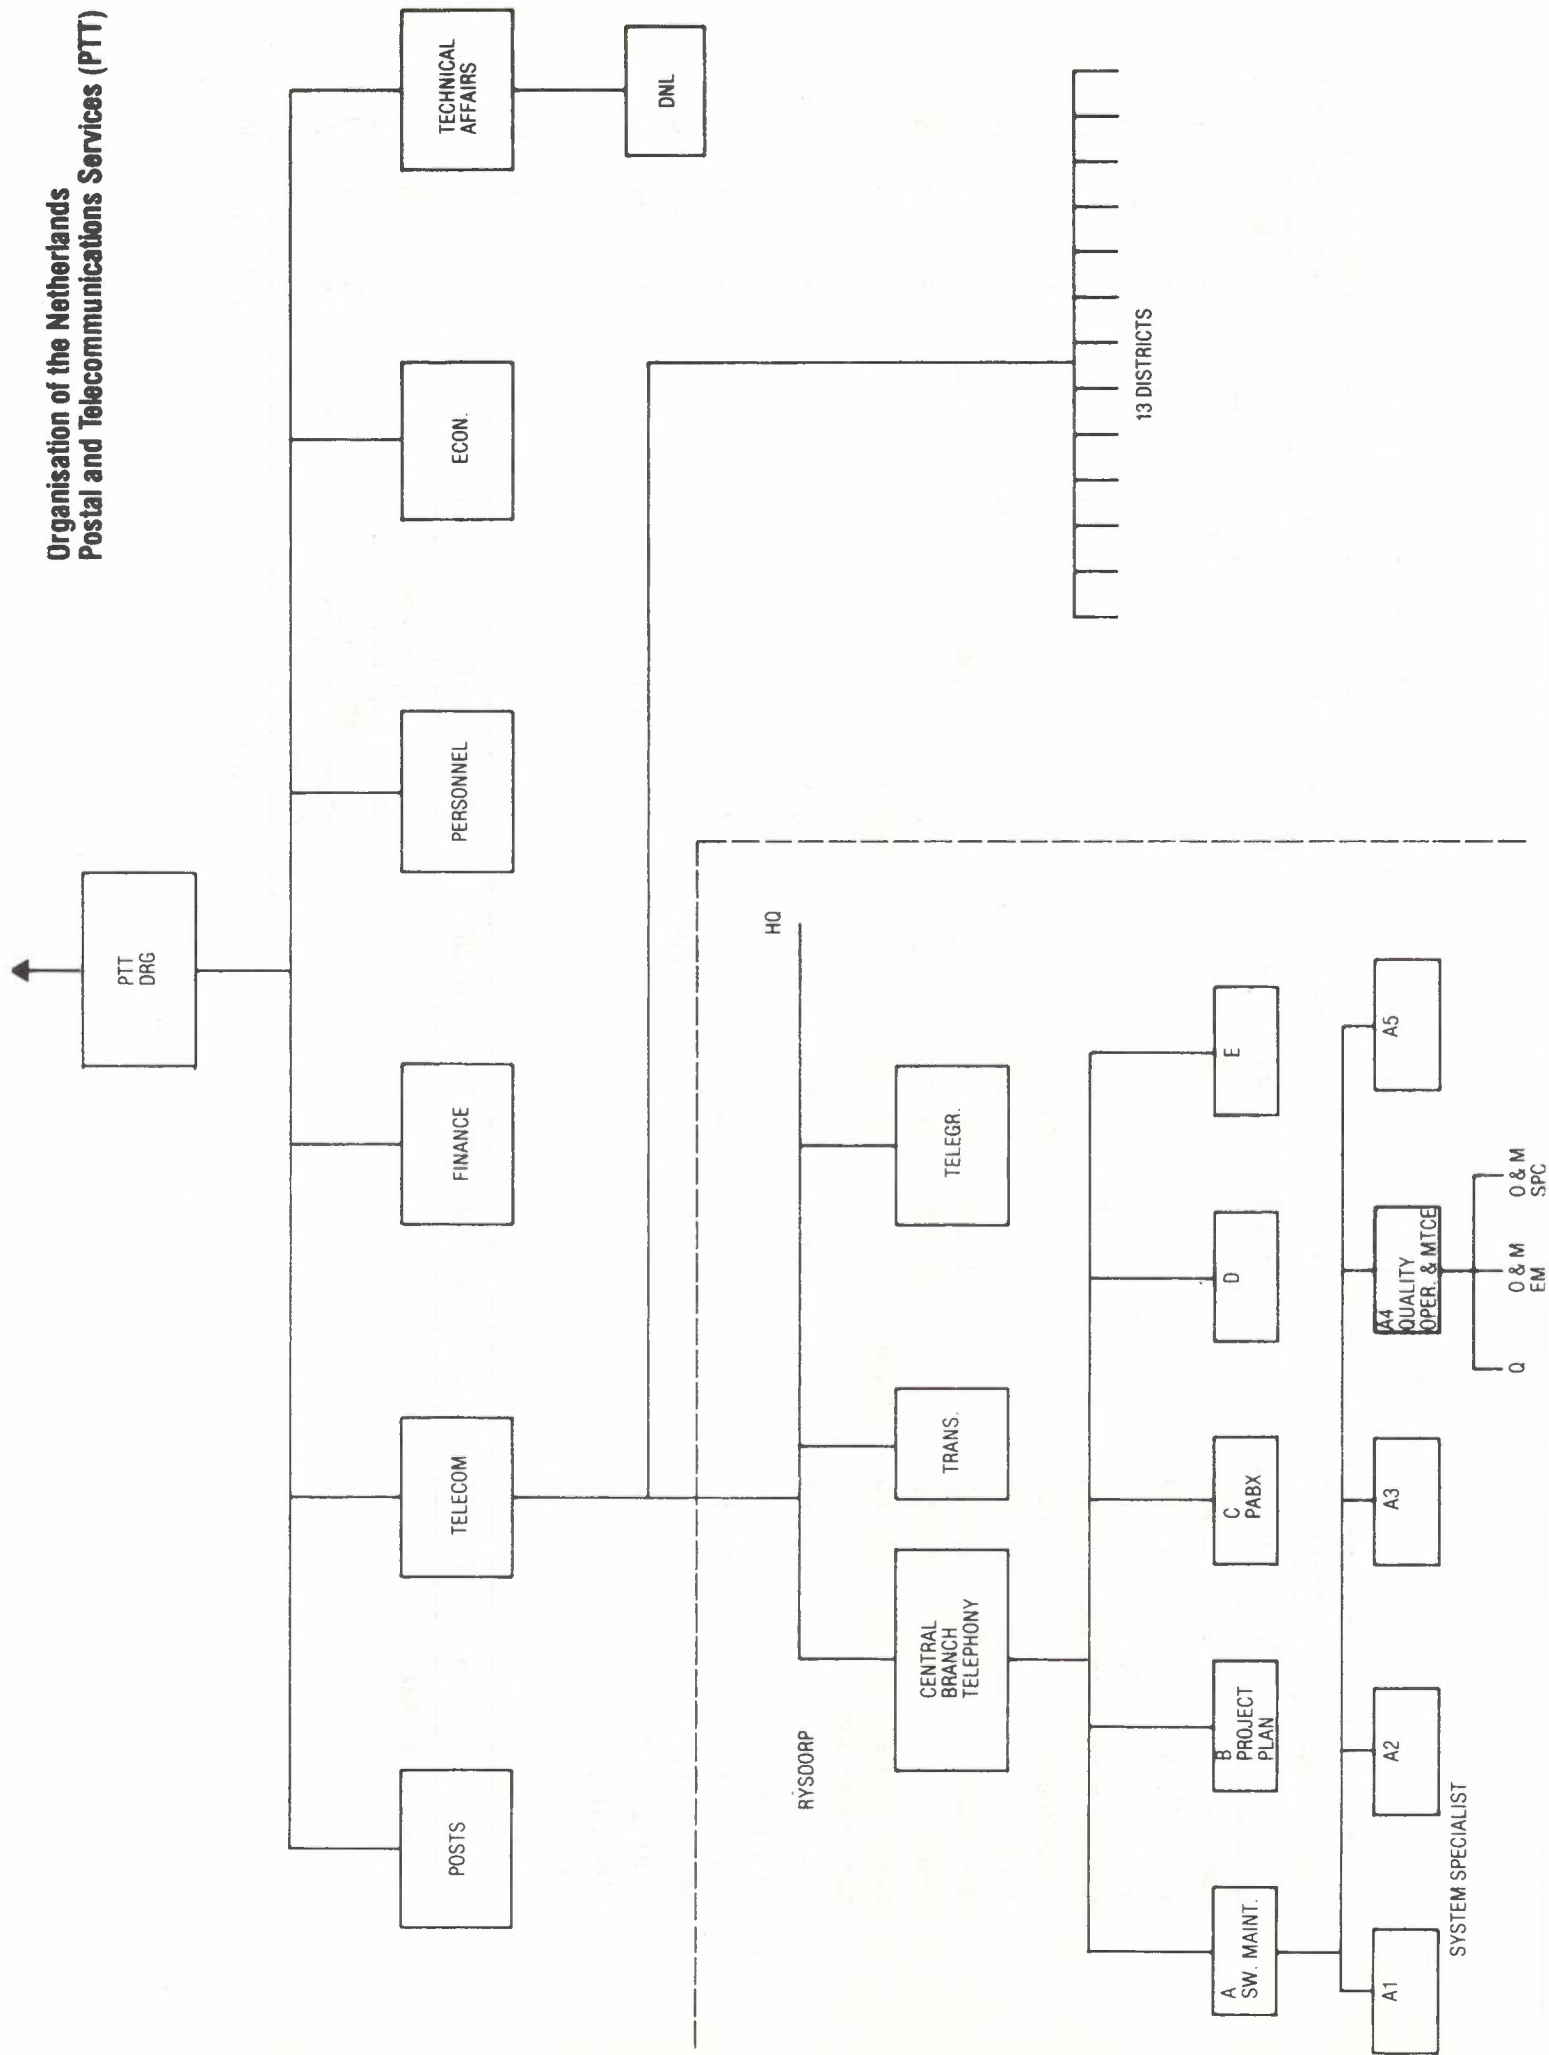 Organisation of the Netherlands
Postal and Telecommunications Services (PTT)
PTT
DRG
POSTS
TELECOM
FINANCE
PERSONNEL
ECON.
TECHNICAL
AFFAIRS
DNL
HQ
RYSDORP
CENTRAL
BRANCH
TELEPHONY
TRANS.
TELEGR.
13 DISTRICTS
A
SW. MAINT.
B
PROJECT
PLAN
C
PABX
D
E
A1
A2
A3
A4
QUALITY
OPER. & MTCE
A5
SYSTEM SPECIALIST
Q
O & M
EM
O & M
SPC